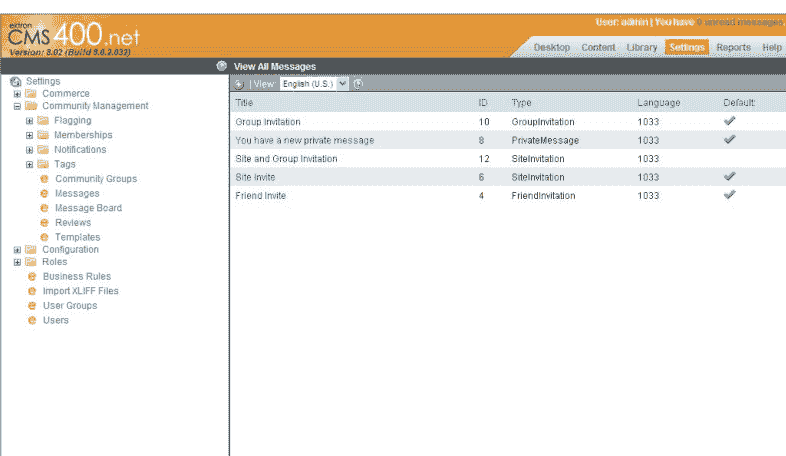 ektron
CMS400.net
Version: 8.02 (Build 8.0.2.032)
User: admin | You have 0 unread messages
Desktop Content Library Settings Reports Help
View All Messages
View: English (U.S.)
Settings
Commerce
Community Management
Flagging
Memberships
Notifications
Tags
Community Groups
Messages
Message Board
Reviews
Templates
Configuration
Roles
Business Rules
Import XLIFF Files
User Groups
Users
Title ID Type Language Default
Group Invitation 10 GroupInvitation 1033
You have a new private message 8 PrivateMessage 1033
Site and Group Invitation 12 SiteInvitation 1033
Site Invite 6 SiteInvitation 1033
Friend Invite 4 FriendInvitation 1033